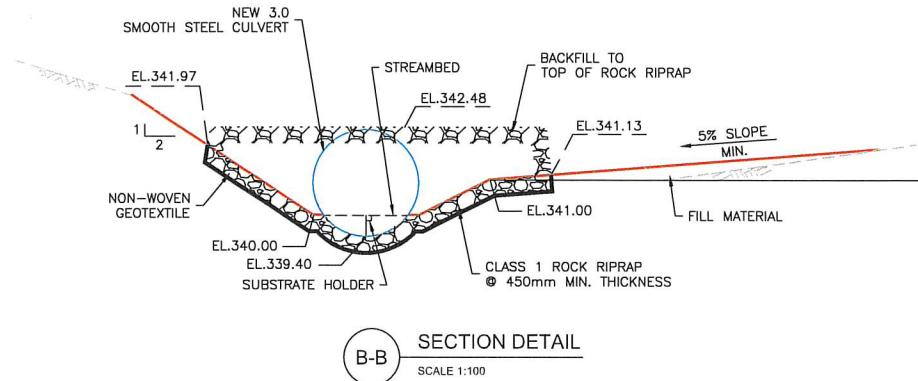 NEW 3.0
SMOOTH STEEL CULVERT
STREAMBED
BACKFILL TO
TOP OF ROCK RIPRAP
EL.341.97
EL.342.48
EL.341.13
5% SLOPE
MIN.
1
2
NON-WOVEN
GEOTEXTILE
EL.341.00
FILL MATERIAL
EL.340.00
EL.339.40
SUBSTRATE HOLDER
CLASS 1 ROCK RIPRAP
@ 450mm MIN. THICKNESS
B-B
SECTION DETAIL
SCALE 1:100